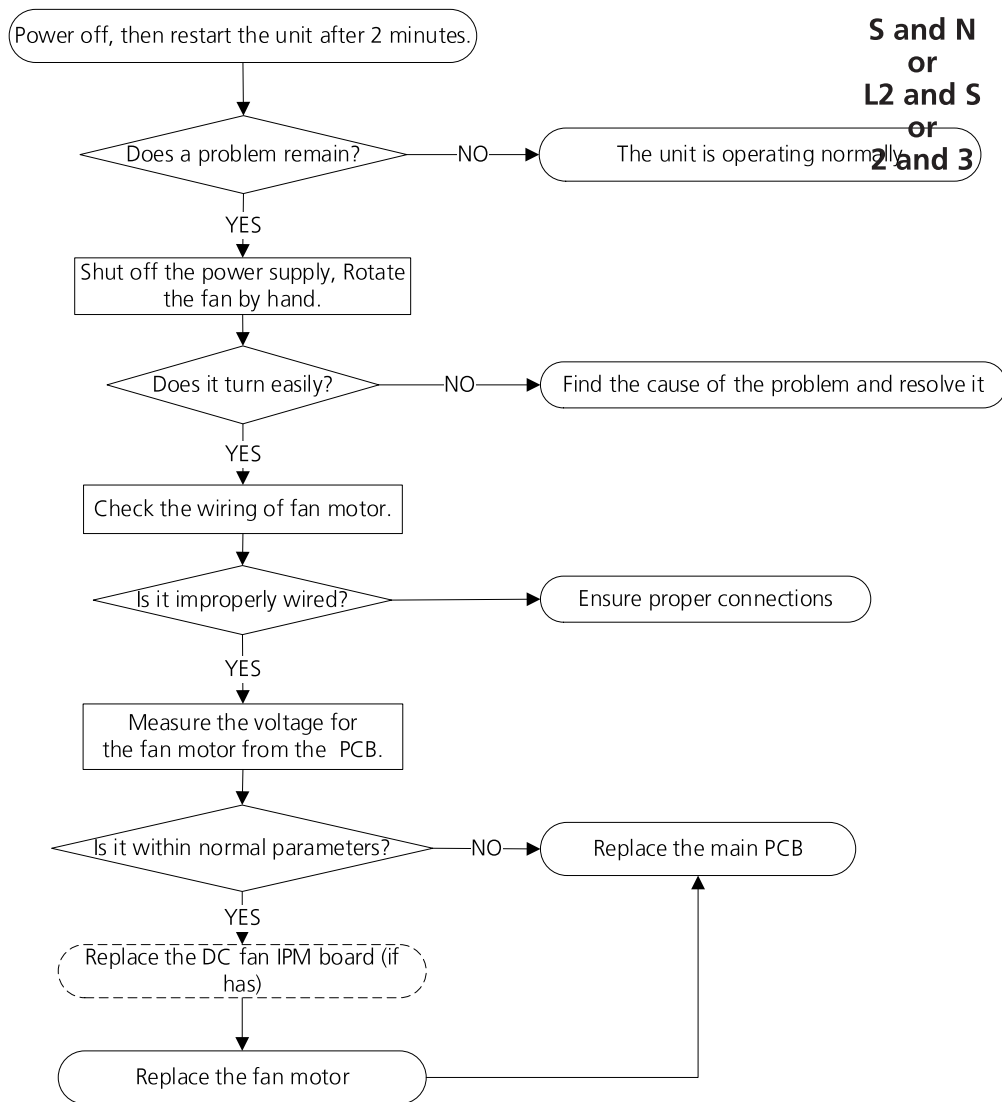 Power off, then restart the unit after 2 minutes.
S and N
or
L2 and S
or
2 and 3
Does a problem remain?
NO
The unit is operating normally
YES
Shut off the power supply, Rotate
the fan by hand.
Does it turn easily?
NO
Find the cause of the problem and resolve it
YES
Check the wiring of fan motor.
Is it improperly wired?
Ensure proper connections
YES
Measure the voltage for
the fan motor from the PCB.
Is it within normal parameters?
NO
Replace the main PCB
YES
Replace the DC fan IPM board (if
has)
Replace the fan motor